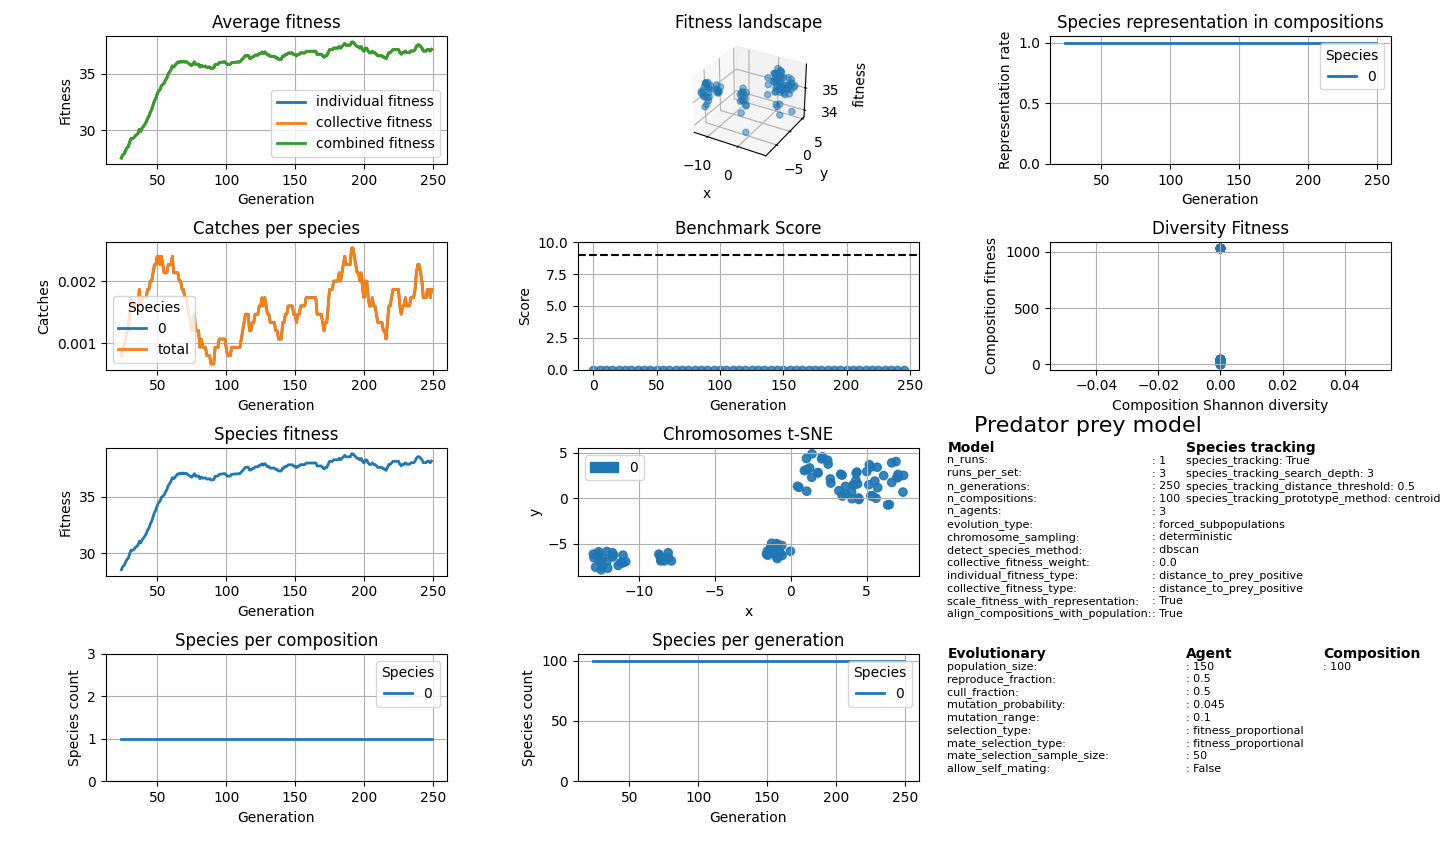 Average fitness
Fitness
35
30
individual fitness
collective fitness
combined fitness
50 100 150 200 250
Generation
Fitness landscape
fitness
35
34
5
0
−5
y
−10
0
x
Species representation in compositions
Representation rate
1.0
0.5
0.0
Species
0
50 100 150 200 250
Generation
Catches per species
Catches
0.002
0.001
Species
0
total
50 100 150 200 250
Generation
Benchmark Score
Score
10.0
7.5
5.0
2.5
0.0
0 50 100 150 200 250
Generation
Diversity Fitness
Composition fitness
1000
500
0
−0.04 −0.02 0.00 0.02 0.04
Composition Shannon diversity
Species fitness
Fitness
35
30
50 100 150 200 250
Generation
Chromosomes t-SNE
y
5
0
−5
0
−10 −5 0 5
x
Predator prey model
Model
n_runs: : 1
runs_per_set: : 3
n_generations: : 250
n_compositions: : 100
n_agents: : 3
evolution_type: : forced_subpopulations
chromosome_sampling: : deterministic
detect_species_method: : dbscan
collective_fitness_weight: : 0.0
individual_fitness_type: : distance_to_prey_positive
collective_fitness_type: : distance_to_prey_positive
scale_fitness_with_representation: : True
align_compositions_with_population: : True
Species tracking
species_tracking: True
species_tracking_search_depth: 3
species_tracking_distance_threshold: 0.5
species_tracking_prototype_method: centroid
Species per composition
Species count
3
2
1
0
Species
0
50 100 150 200 250
Generation
Species per generation
Species count
100
50
0
Species
0
50 100 150 200 250
Generation
Evolutionary Agent Composition
population_size: : 150 : 100
reproduce_fraction: : 0.5
cull_fraction: : 0.5
mutation_probability: : 0.045
mutation_range: : 0.1
selection_type: : fitness_proportional
mate_selection_type: : fitness_proportional
mate_selection_sample_size: : 50
allow_self_mating: : False